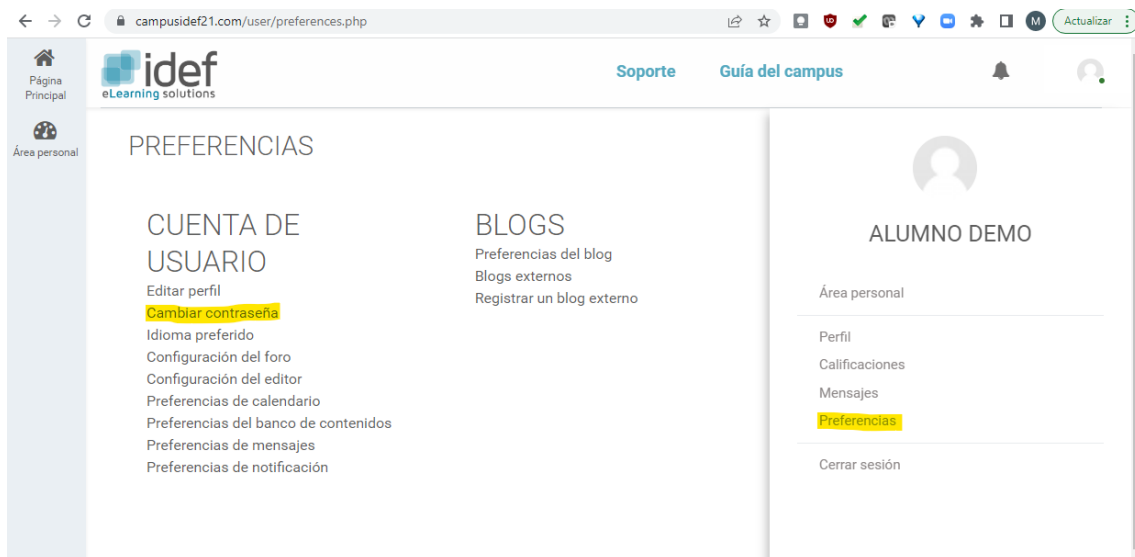 campusidef21.com/user/preferences.php
M
Actualizar
Página
Principal
Área personal
idef
eLearning solutions
Soporte
Guía del campus
PREFERENCIAS
CUENTA DE
USUARIO
Editar perfil
Cambiar contraseña
Idioma preferido
Configuración del foro
Configuración del editor
Preferencias de calendario
Preferencias del banco de contenidos
Preferencias de mensajes
Preferencias de notificación
BLOGS
Preferencias del blog
Blogs externos
Registrar un blog externo
ALUMNO DEMO
Área personal
Perfil
Calificaciones
Mensajes
Preferencias
Cerrar sesión